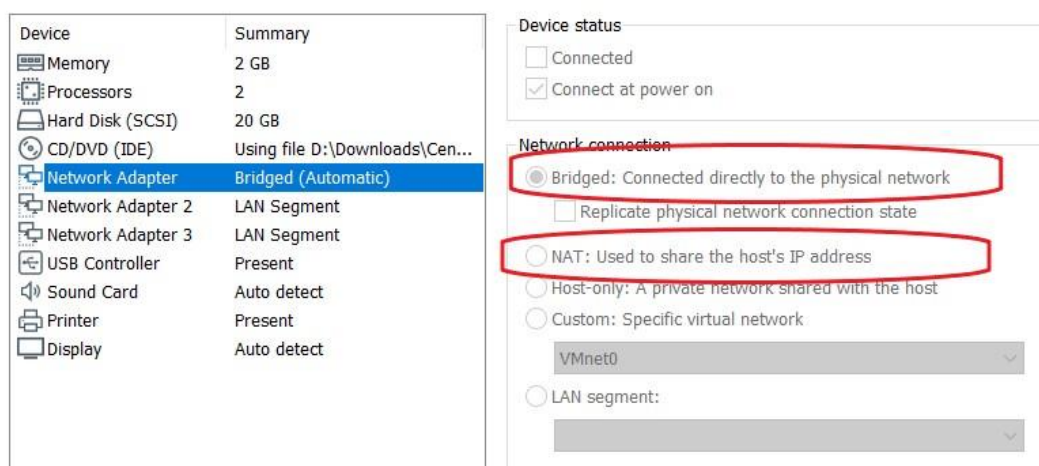 Device Summary
Memory 2 GB
Processors 2
Hard Disk (SCSI) 20 GB
CD/DVD (IDE) Using file D:\Downloads\Cen...
Network Adapter Bridged (Automatic)
Network Adapter 2 LAN Segment
Network Adapter 3 LAN Segment
USB Controller Present
Sound Card Auto detect
Printer Present
Display Auto detect
Device status
Connected
Connect at power on
Network connection
Bridged: Connected directly to the physical network
Replicate physical network connection state
NAT: Used to share the host's IP address
Host-only: A private network shared with the host
Custom: Specific virtual network
VMnet0
LAN segment: